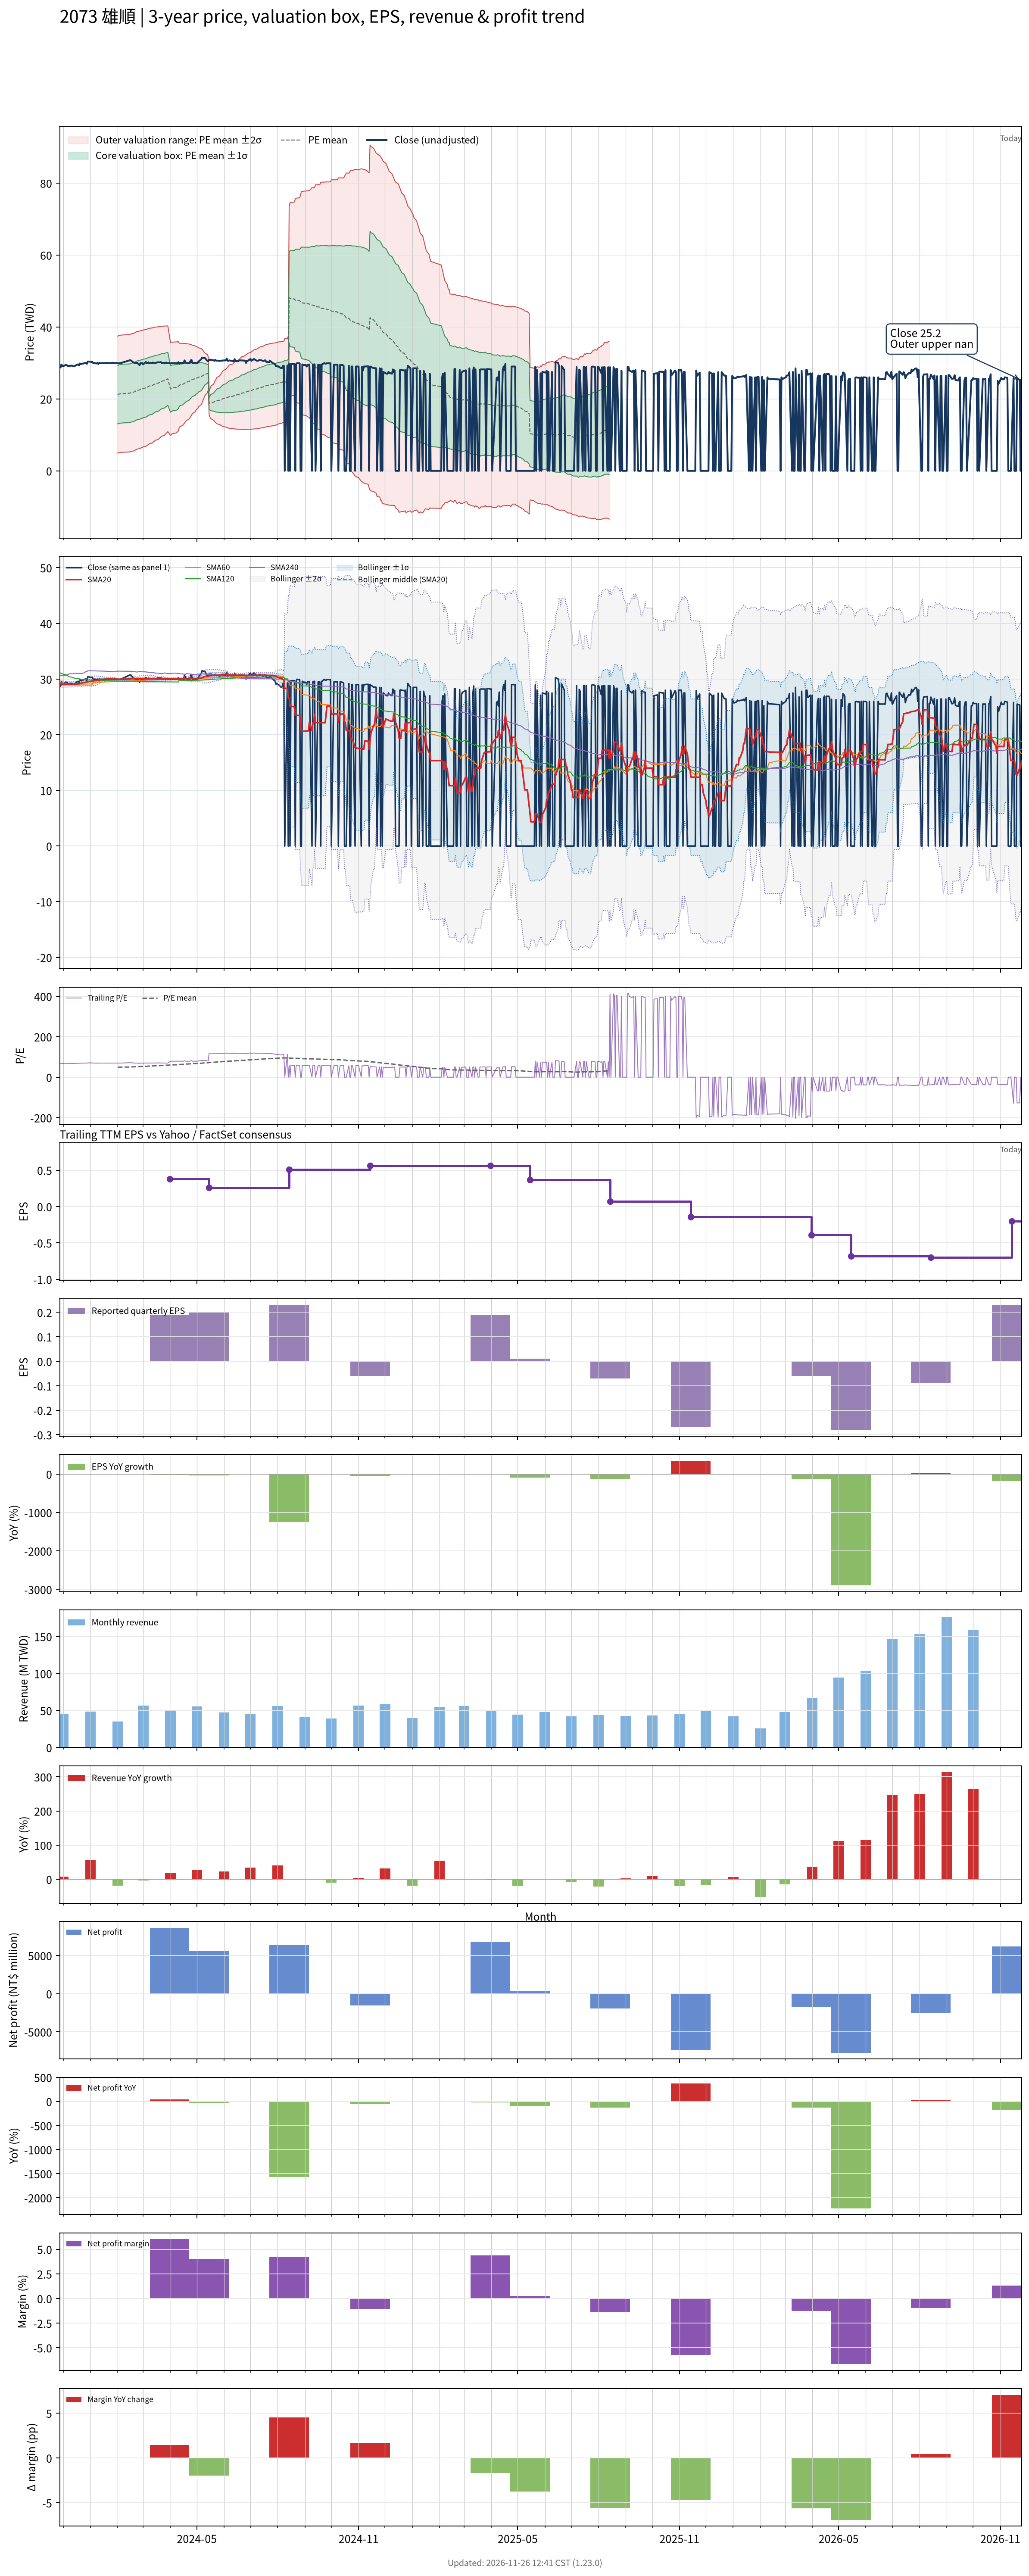 2073 雄順 | 3-year price, valuation box, EPS, revenue & profit trend
Outer valuation range: PE mean ±2σ
Core valuation box: PE mean ±1σ
PE mean
Close (unadjusted)
Today
80
60
40
20
0
Price (TWD)
Close 25.2
Outer upper nan
Close (same as panel 1)
SMA20
SMA60
SMA120
SMA240
Bollinger ±2σ
Bollinger ±1σ
Bollinger middle (SMA20)
50
40
30
20
10
0
-10
-20
Price
Trailing P/E
P/E mean
400
200
0
-200
P/E
Trailing TTM EPS vs Yahoo / FactSet consensus
Today
0.5
0.0
-0.5
-1.0
EPS
Reported quarterly EPS
0.2
0.1
0.0
-0.1
-0.2
-0.3
EPS
EPS YoY growth
0
-1000
-2000
-3000
YoY (%)
Monthly revenue
150
100
50
0
Revenue (M TWD)
Revenue YoY growth
300
200
100
0
YoY (%)
Month
Net profit
5000
0
-5000
Net profit (NT$ million)
Net profit YoY
500
0
-500
-1000
-1500
-2000
YoY (%)
Net profit margin
5.0
2.5
0.0
-2.5
-5.0
Margin (%)
Margin YoY change
5
0
-5
Δ margin (pp)
2024-05
2024-11
2025-05
2025-11
2026-05
2026-11
Updated: 2026-11-26 12:41 CST (1.23.0)